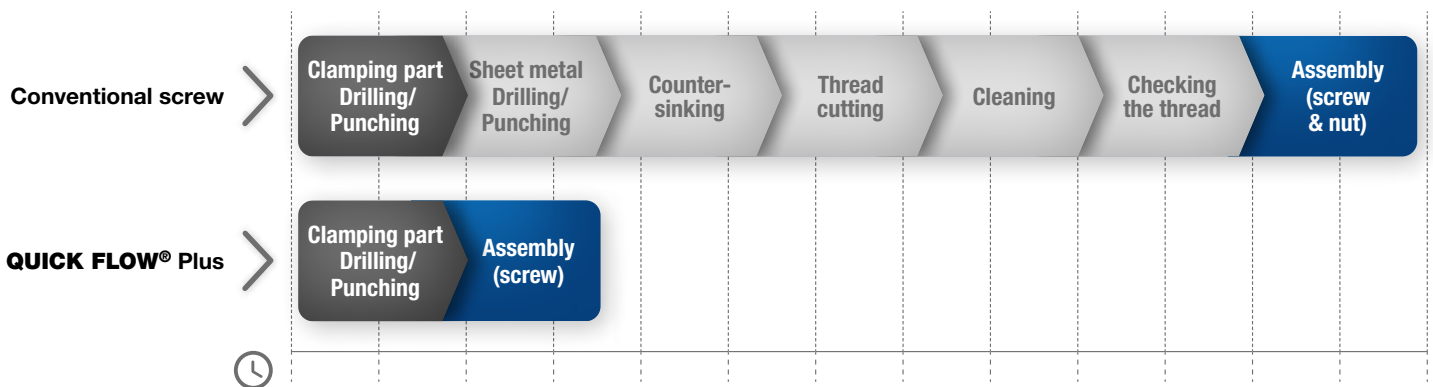 Conventional screw
Clamping part
Drilling/
Punching
Sheet metal
Drilling/
Punching
Counter-
sinking
Thread
cutting
Cleaning
Checking
the thread
Assembly
(screw
& nut)
QUICK FLOW® Plus
Clamping part
Drilling/
Punching
Assembly
(screw)